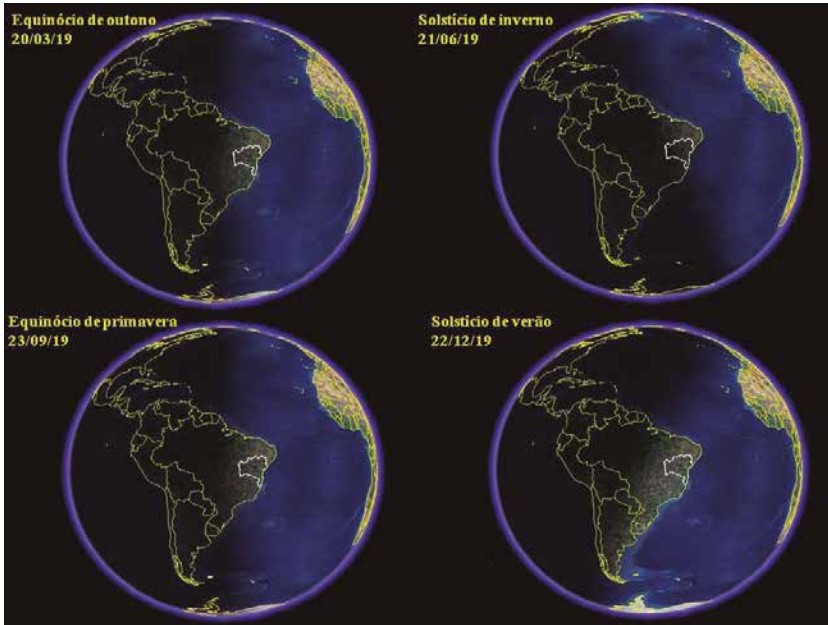 Equinócio de outono
20/03/19
Solstício de inverno
21/06/19
Equinócio de primavera
23/09/19
Solstício de verão
22/12/19